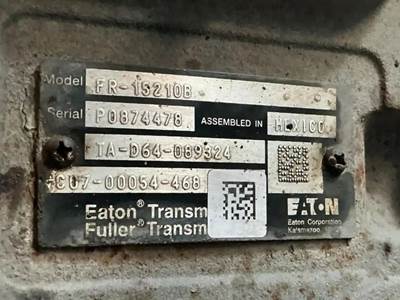 Model FR-15210B
Serial P0874478 ASSEMBLED IN MEXICO
TA-D64-089324
C07-00054-468
Eaton® Transm EATON
Fuller® Transm Eaton Corporation
Kalamazoo